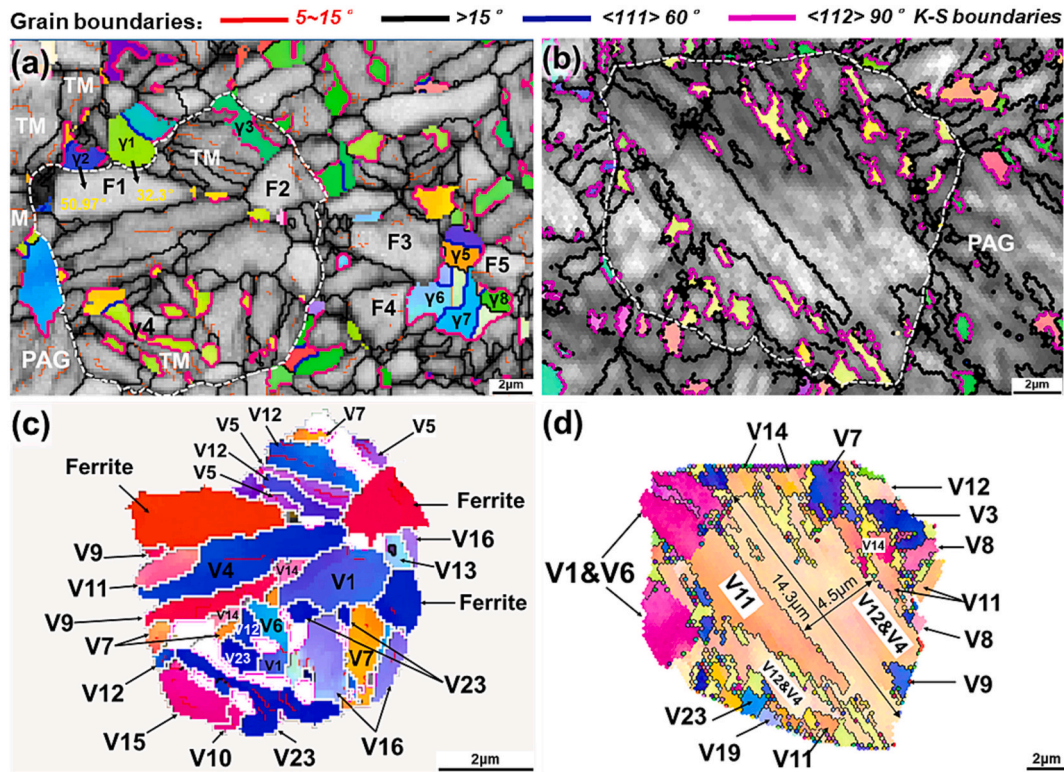 Grain boundaries: 5~15 ° >15 ° <111> 60 ° <112> 90 ° K-S boundaries
(a)
TM
TM
γ1
γ2
γ3
TM
F1
F2
50.97°
32.3°
M
F3
γ5
F5
γ6
γ8
γ7
F4
γ4
TM
PAG
2μm
(b)
PAG
2μm
(c)
V12
V7
V5
V5
V12
V5
Ferrite
Ferrite
V16
V9
V13
V4
V14
V1
V11
Ferrite
V9
V14
V6
V7
V12
V7
V23
V1
V23
V12
V15
V16
V10
V23
2μm
(d)
V14
V7
V12
V3
V14
V8
V1&V6
14.3μm
4.5μm
V11
V11
V12&V4
V8
V12&V4
V9
V23
V19
V11
2μm